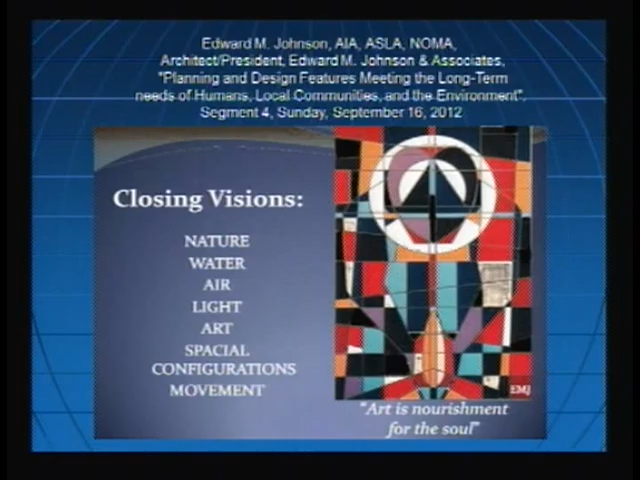 Edward M. Johnson, AIA, ASLA, NOMA,
Architect/President, Edward M. Johnson & Associates,
"Planning and Design Features Meeting the Long-Term
needs of Humans, Local Communities, and the Environment".
Segment 4, Sunday, September 16, 2012
Closing Visions:
NATURE
WATER
AIR
LIGHT
ART
SPACIAL
CONFIGURATIONS
MOVEMENT
EMJ
"Art is nourishment
for the soul"